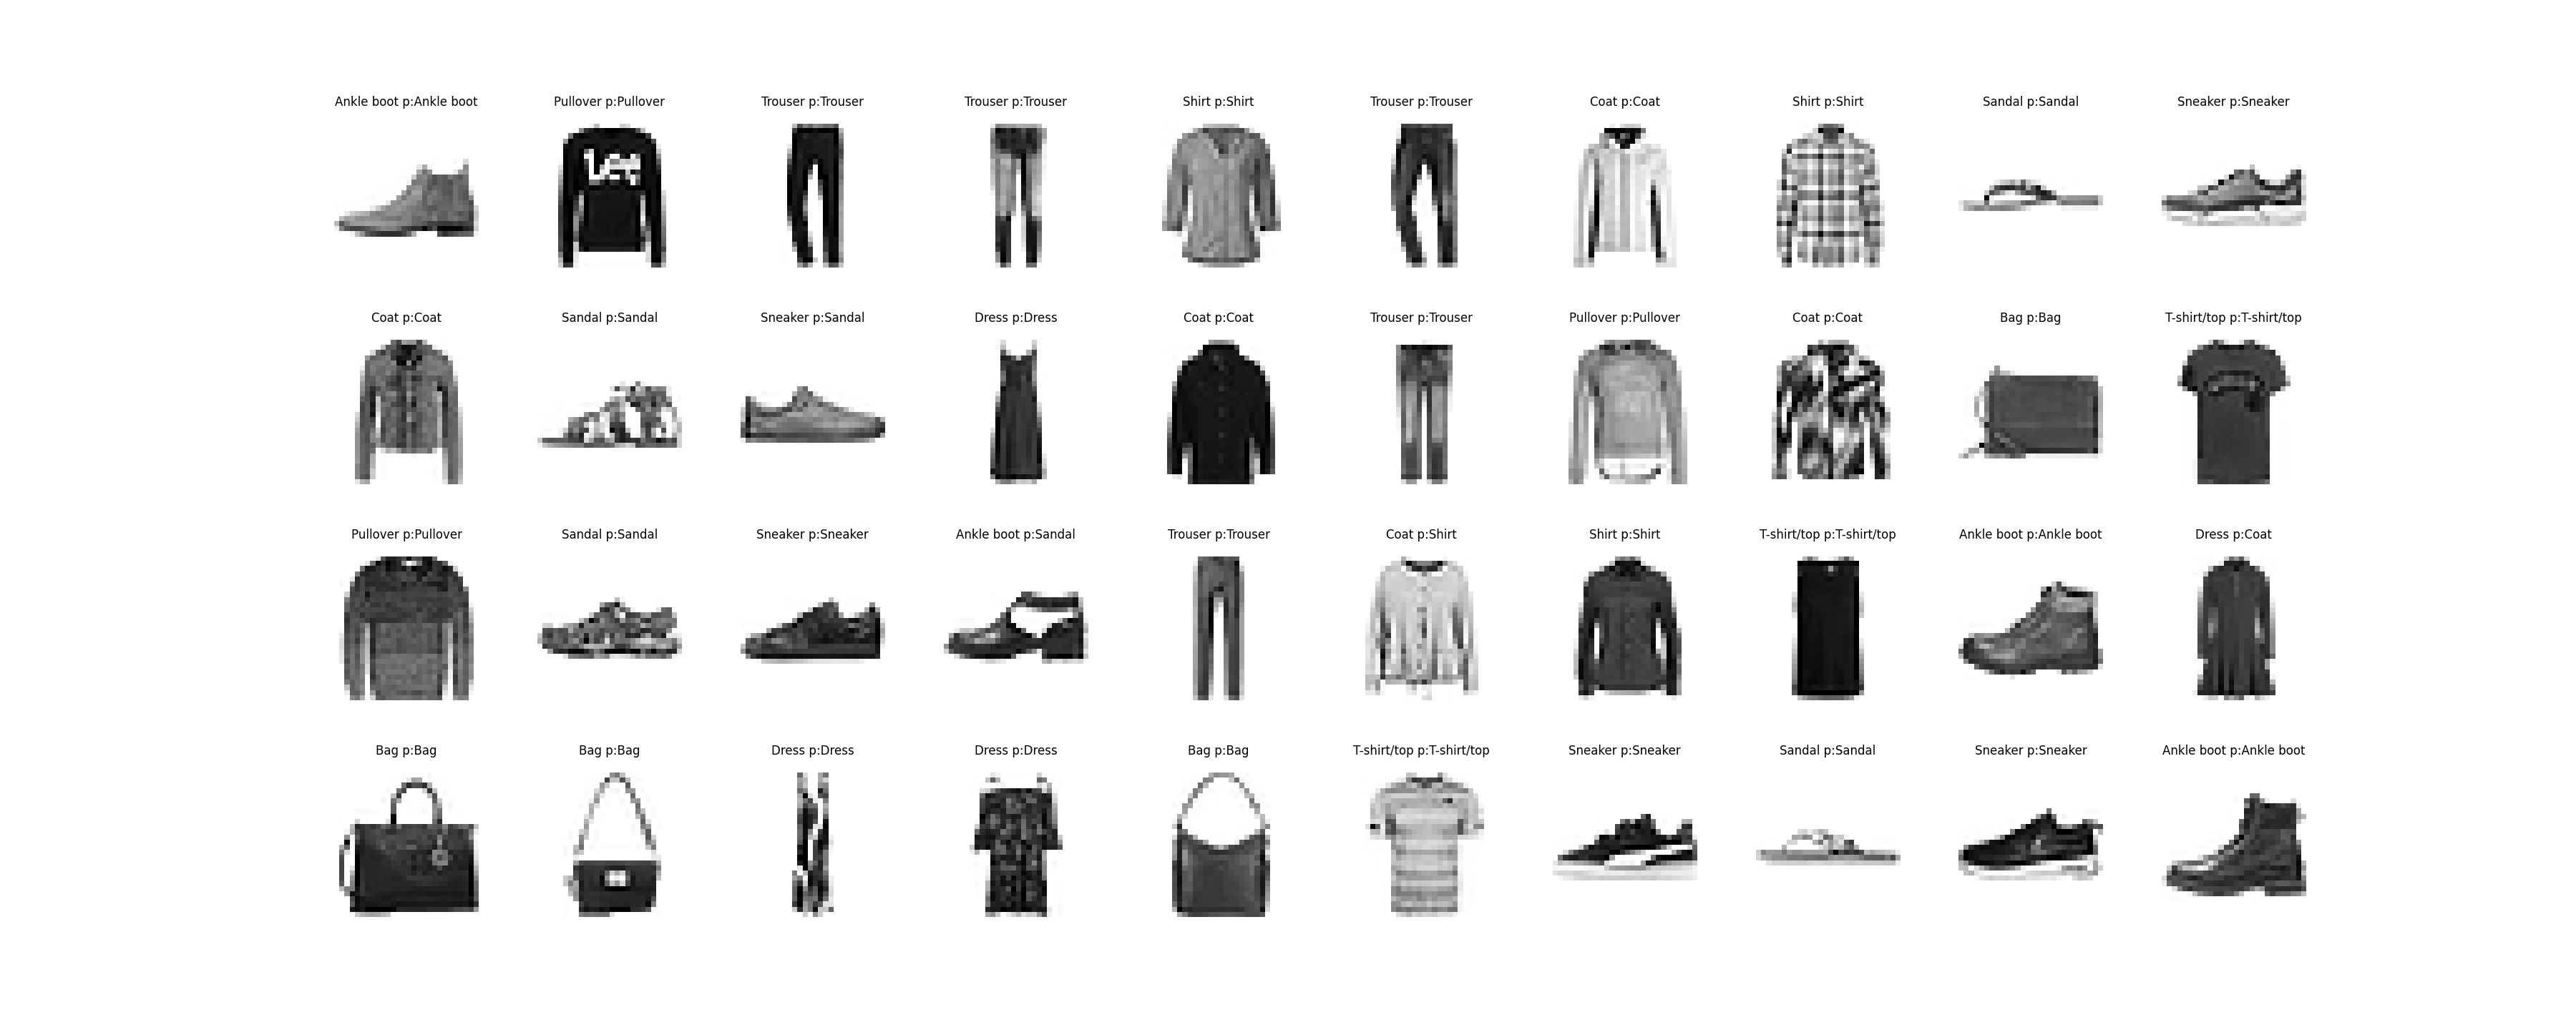 Ankle boot p:Ankle boot Pullover p:Pullover Trouser p:Trouser Trouser p:Trouser Shirt p:Shirt Trouser p:Trouser Coat p:Coat Shirt p:Shirt Sandal p:Sandal Sneaker p:Sneaker
Lee
Coat p:Coat Sandal p:Sandal Sneaker p:Sandal Dress p:Dress Coat p:Coat Trouser p:Trouser Pullover p:Pullover Coat p:Coat Bag p:Bag T-shirt/top p:T-shirt/top
Pullover p:Pullover Sandal p:Sandal Sneaker p:Sneaker Ankle boot p:Sandal Trouser p:Trouser Coat p:Shirt Shirt p:Shirt T-shirt/top p:T-shirt/top Ankle boot p:Ankle boot Dress p:Coat
Bag p:Bag Bag p:Bag Dress p:Dress Dress p:Dress Bag p:Bag T-shirt/top p:T-shirt/top Sneaker p:Sneaker Sandal p:Sandal Sneaker p:Sneaker Ankle boot p:Ankle boot